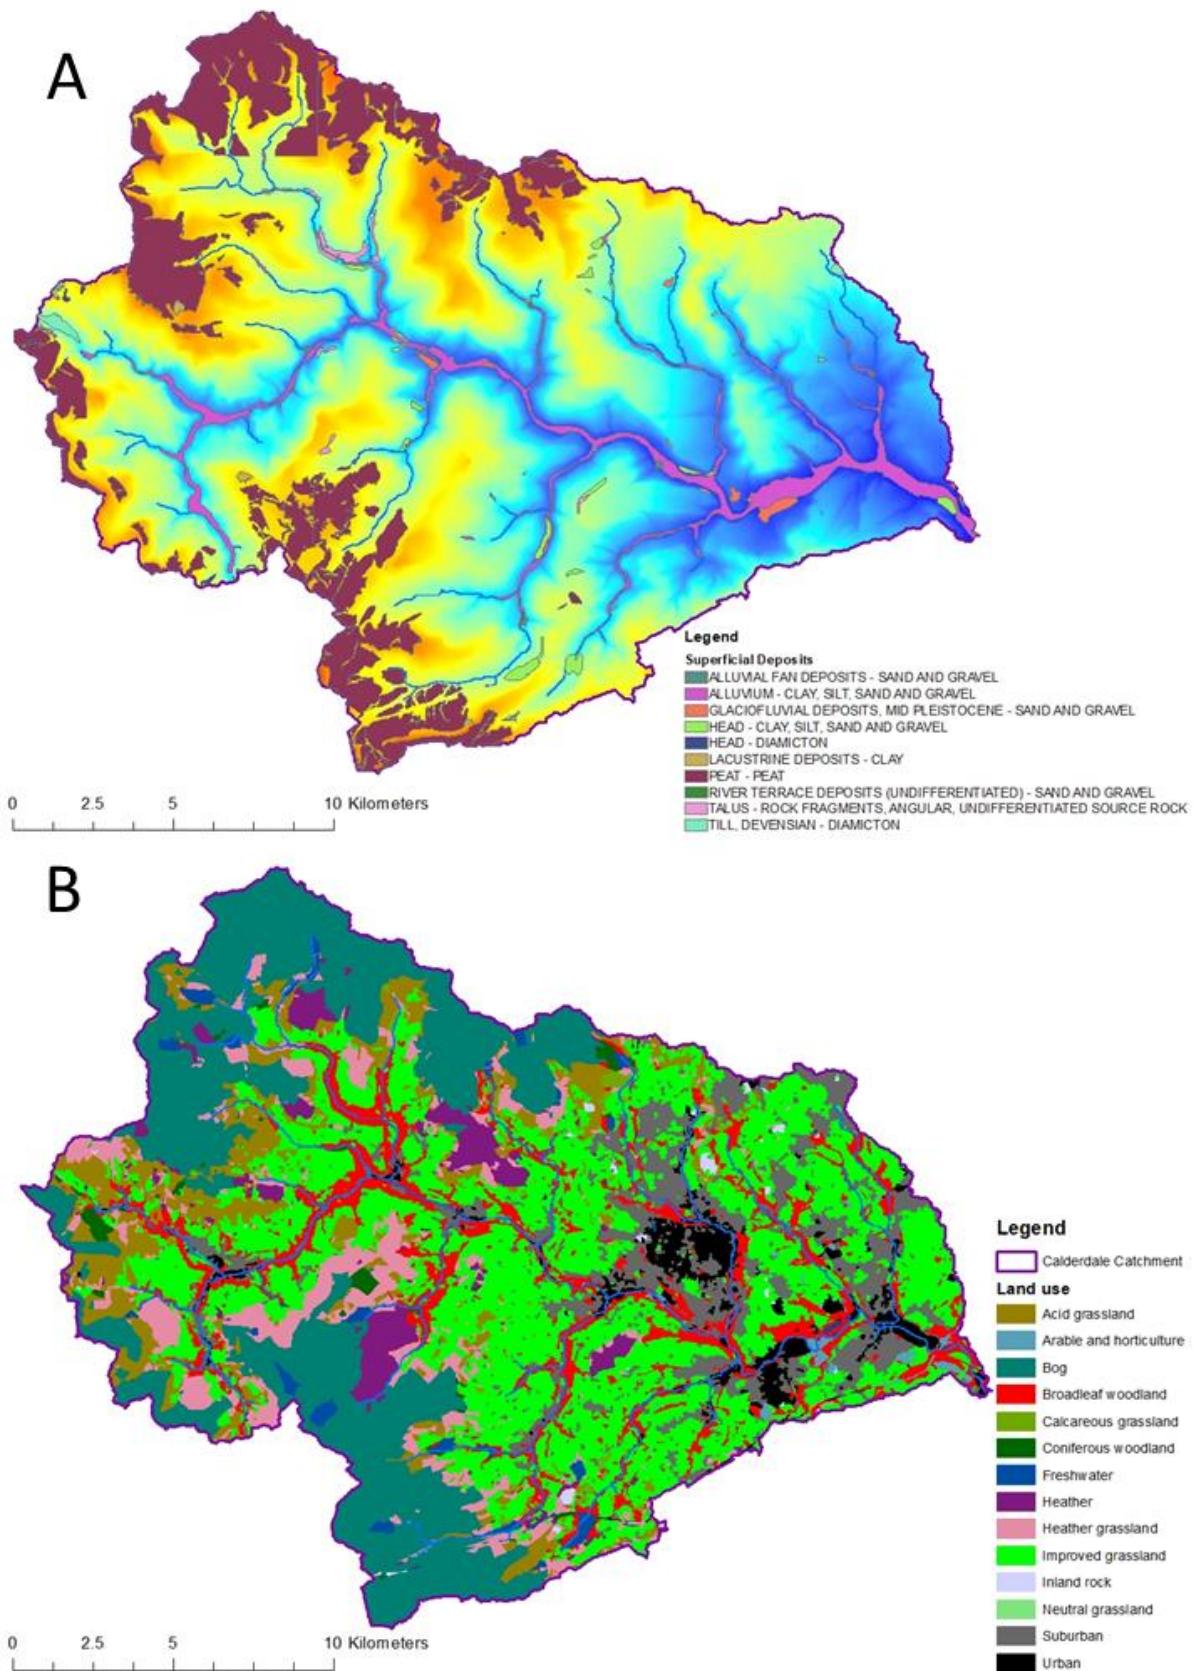 A
Legend
Superficial Deposits
ALLUVIAL FAN DEPOSITS - SAND AND GRAVEL
ALLUVIUM - CLAY, SILT, SAND AND GRAVEL
GLACIOFLUVIAL DEPOSITS, MID PLEISTOCENE - SAND AND GRAVEL
HEAD - CLAY, SILT, SAND AND GRAVEL
HEAD - DIAMICTON
LACUSTRINE DEPOSITS - CLAY
PEAT - PEAT
RIVER TERRACE DEPOSITS (UNDIFFERENTIATED) - SAND AND GRAVEL
TALUS - ROCK FRAGMENTS, ANGULAR, UNDIFFERENTIATED SOURCE ROCK
TILL, DEVENSIAN - DIAMICTON
0 2.5 5 10 Kilometers
B
Legend
Calderdale Catchment
Land use
Acid grassland
Arable and horticulture
Bog
Broadleaf woodland
Calcareous grassland
Coniferous woodland
Freshwater
Heather
Heather grassland
Improved grassland
Inland rock
Neutral grassland
Suburban
Urban
0 2.5 5 10 Kilometers